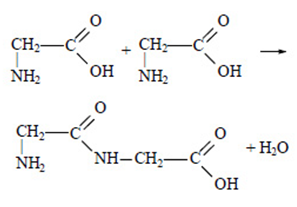 O O
CH₂—C + CH₂—C ⟶
NH₂ OH NH₂ OH
O
CH₂—C O
NH₂ NH—CH₂—C + H₂O
OH